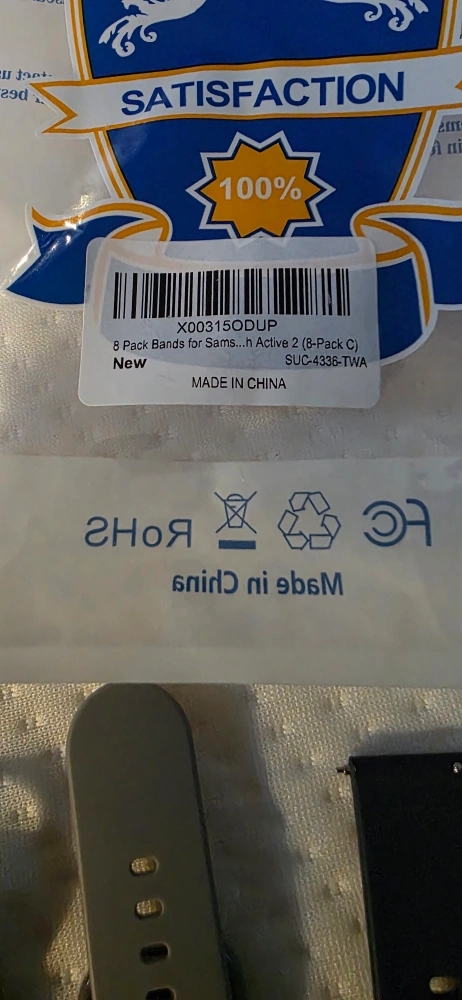 SATISFACTION
100%
X00315ODUP
8 Pack Bands for Sams...h Active 2 (8-Pack C)
New
SUC-4336-TWA
MADE IN CHINA
FC
RoHS
Made in China